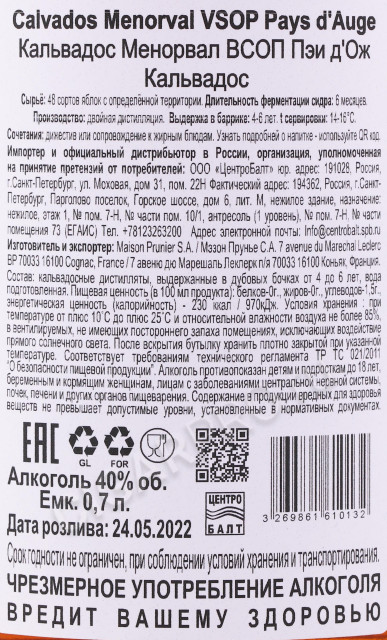 Calvados Menorval VSOP Pays d'Auge
Кальвадос Менорвал ВСОП Пэи д'Ож
Кальвадос
Сырьё: 48 сортов яблок с определённой территории. Длительность ферментации сидра: 6 месяцев.
Производство: двойная дистилляция. Выдержка в баррике: 4-6 лет. t сервировки: 14-16°С.
Сочетания: дижестив или сопровождение к жирным блюдам. Узнать подробней о напитке - используйте QR код.
Импортер и официальный дистрибьютор в России, организация, уполномоченная
на принятие претензий от потребителей: ООО «ЦентроБалт» юр. адрес: 191028, Россия,
г.Санкт-Петербург, ул. Моховая, дом 31, пом. 22Н Фактический адрес: 194362, Россия, г.Санкт-
Петербург, Парголово поселок, Горское шоссе, дом 6, лит. М, нежилое здание, назначение:
нежилое, этаж 1, № пом. 7-Н, № части пом. 10/1, антресоль (1 уровень), № пом. 7-Н, № части
помещения 73 (ЕГАИС) Тел. +78123263200 Адрес электронной почты: info@centrobalt.spb.ru
Изготовитель и экспортер: Maison Prunier S.A. / Мэзон Прунье С.А. 7 avenue du Marechal Leclerc
BP 70033 16100 Cognac, France / 7 авеню дю Марешаль Леклерк п/я 70033 16100 Коньяк, Франция.
Состав: кальвадосные дистилляты, выдержанные в дубовых бочках от 4 до 6 лет, вода
подготовленная. Пищевая ценность (в 100 мл продукта): белков-0г., жиров-0г., углеводов-1,5г.,
энергетическая ценность (калорийность) - 230 ккал / 970кДж. Условия хранения : при
температуре от плюс 10°С до плюс 25°С и относительной влажности воздуха не более 85%,
в вентилируемых, не имеющих постороннего запаха помещениях, исключающих воздействие
прямого солнечного света. После вскрытия бутылку хранить плотно закрытой при указанной
температуре. Соответствует требованиям технического регламента ТР ТС 021/2011
"О безопасности пищевой продукции". Алкоголь противопоказан детям и подросткам до 18 лет,
беременным и кормящим женщинам, лицам с заболеваниями центральной нервной системы,
почек, печени и других органов пищеварения. Содержание в продукции вредных для здоровья
веществ не превышает допустимые уровни, установленные в нормативных документах.
EAC
GL FOR
Алкоголь 40% об.
Емк. 0,7 л.
Дата розлива: 24.05.2022
ЦЕНТРО
БАЛТ
3 269861 610132
Срок годности не ограничен, при соблюдении условий хранения и транспортирования.
ЧРЕЗМЕРНОЕ УПОТРЕБЛЕНИЕ АЛКОГОЛЯ
ВРЕДИТ ВАШЕМУ ЗДОРОВЬЮ